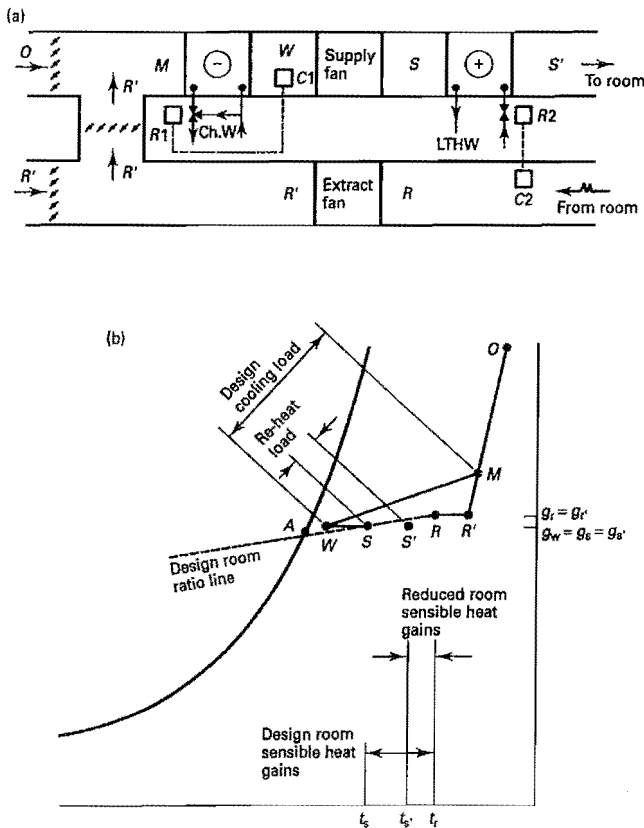 (a)
O
M
W
Supply
fan
S
S'
R'
C1
To room
R1
Ch.W
LTHW
R2
R'
R'
R'
Extract
fan
R
C2
From room
(b)
O
Design
cooling load
Re-heat
load
M
A
W
S
S'
R
R'
gr = gr'
gw = gs = gs'
Design room
ratio line
Reduced room
sensible heat
gains
Design room
sensible heat
gains
ts
ts'
tr